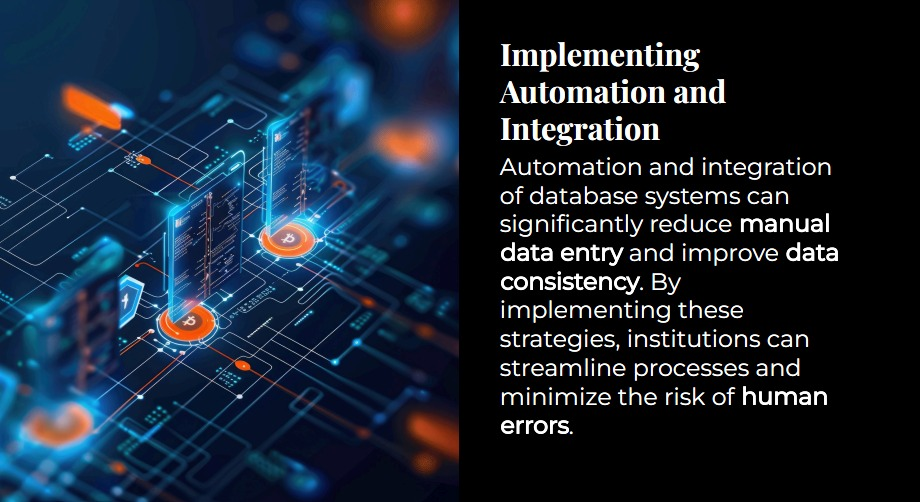 Implementing
Automation and
Integration
Automation and integration
of database systems can
significantly reduce manual
data entry and improve data
consistency. By
implementing these
strategies, institutions can
streamline processes and
minimize the risk of human
errors.